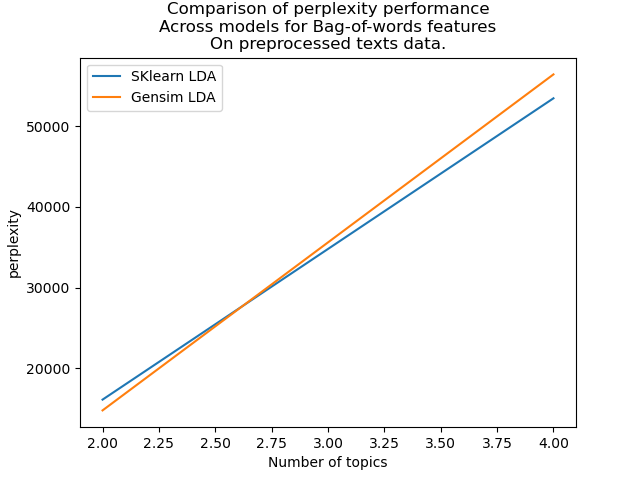 Comparison of perplexity performance
Across models for Bag-of-words features
On preprocessed texts data.
SKlearn LDA
Gensim LDA
50000
40000
30000
20000
perplexity
2.00 2.25 2.50 2.75 3.00 3.25 3.50 3.75 4.00
Number of topics